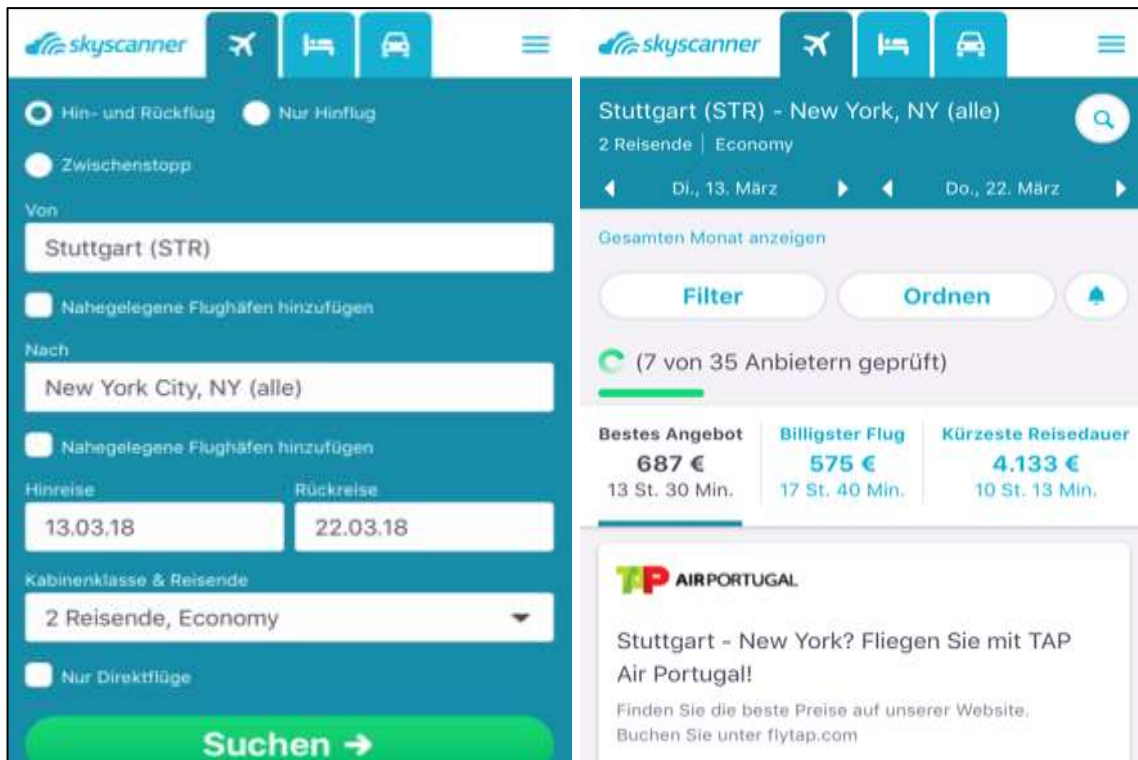 skyscanner
Hin- und Rückflug Nur Hinflug
Zwischenstopp
Von
Stuttgart (STR)
Nahegelegene Flughäfen hinzufügen
Nach
New York City, NY (alle)
Nahegelegene Flughäfen hinzufügen
Hinreise Rückreise
13.03.18 22.03.18
Kabinenklasse & Reisende
2 Reisende, Economy
Nur Direktflüge
Suchen →
skyscanner
Stuttgart (STR) - New York, NY (alle)
2 Reisende | Economy
Di., 13. März Do., 22. März
Gesamten Monat anzeigen
Filter Ordnen
(7 von 35 Anbietern geprüft)
Bestes Angebot Billigster Flug Kürzeste Reisedauer
687 € 575 € 4.133 €
13 St. 30 Min. 17 St. 40 Min. 10 St. 13 Min.
TAP AIRPORTUGAL
Stuttgart - New York? Fliegen Sie mit TAP
Air Portugal!
Finden Sie die beste Preise auf unserer Website.
Buchen Sie unter flytap.com